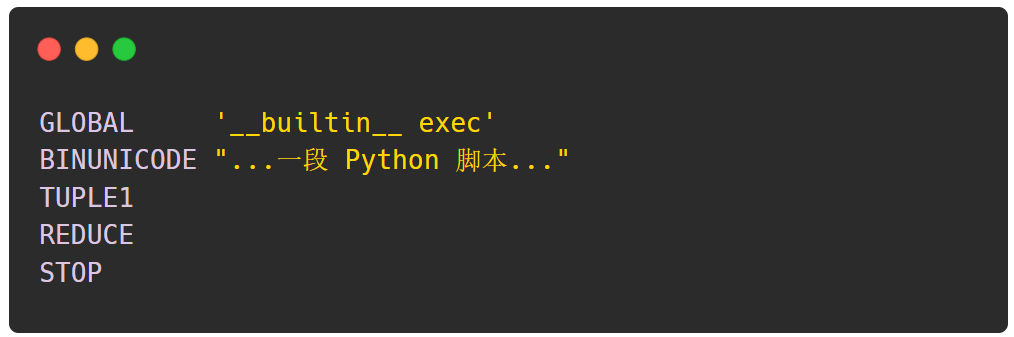 GLOBAL     '__builtin__ exec'
BINUNICODE "...一段 Python 脚本..."
TUPLE1
REDUCE
STOP